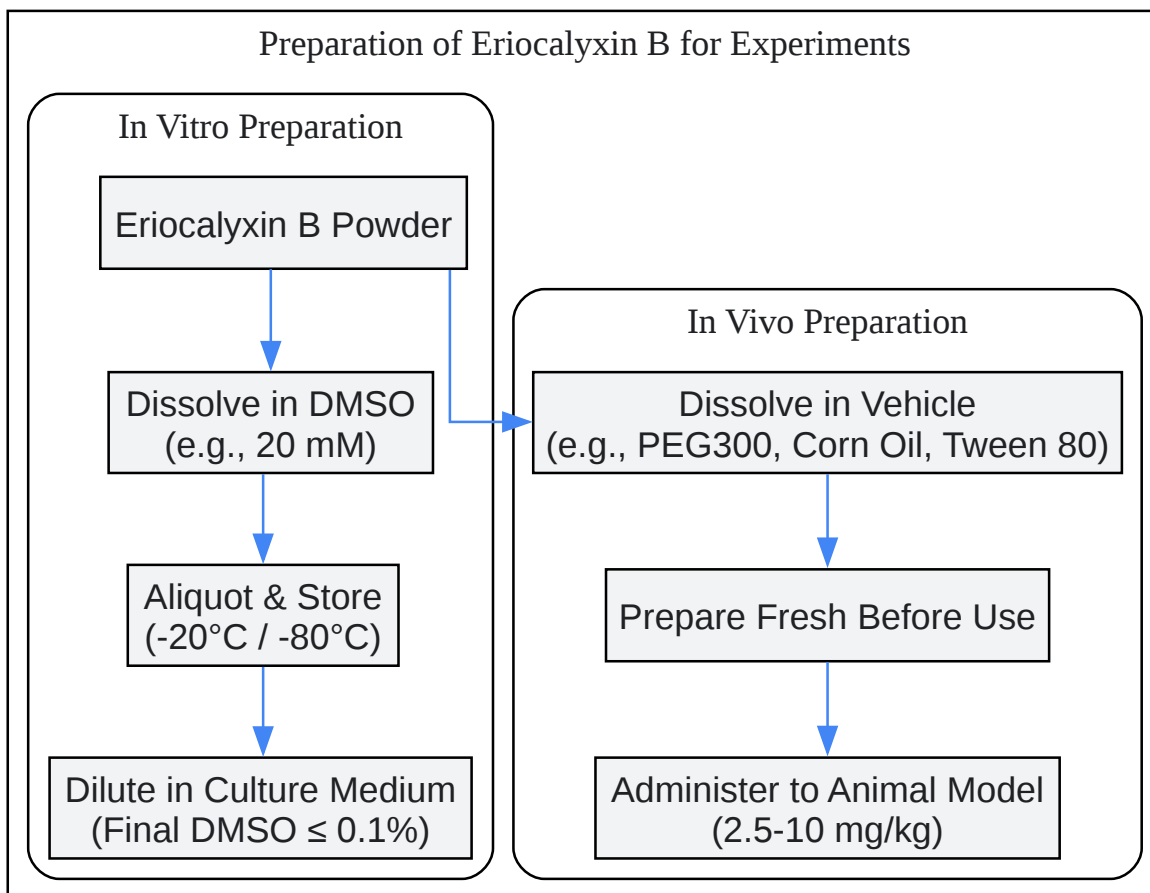 Preparation of Eriocalyxin B for Experiments
In Vitro Preparation
Eriocalyxin B Powder
Dissolve in DMSO
(e.g., 20 mM)
Aliquot & Store
(-20°C / -80°C)
Dilute in Culture Medium
(Final DMSO ≤ 0.1%)
In Vivo Preparation
Dissolve in Vehicle
(e.g., PEG300, Corn Oil, Tween 80)
Prepare Fresh Before Use
Administer to Animal Model
(2.5-10 mg/kg)